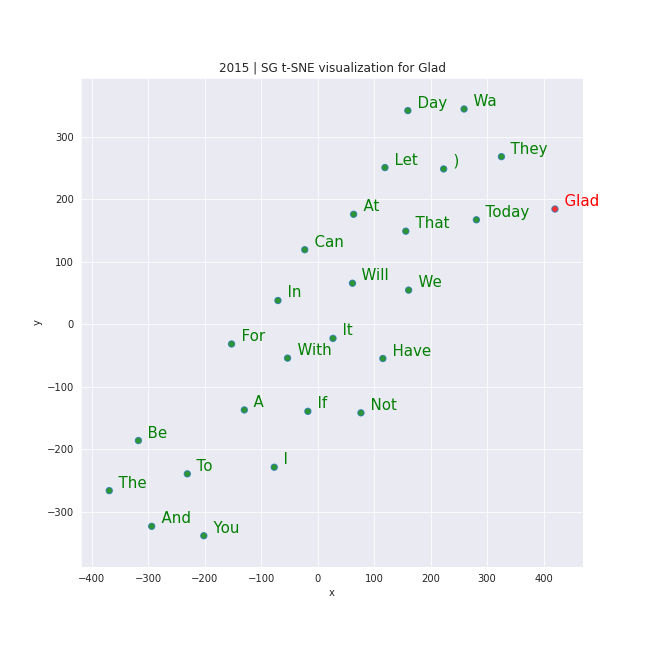 2015 | SG t-SNE visualization for Glad
Day
Wa
They
Let
)
Glad
At
That
Today
Can
Will
We
In
It
For
With
Have
A
If
Not
Be
I
To
The
And
You
300
200
100
0
−100
−200
−300
y
−400
−300
−200
−100
0
100
200
300
400
x